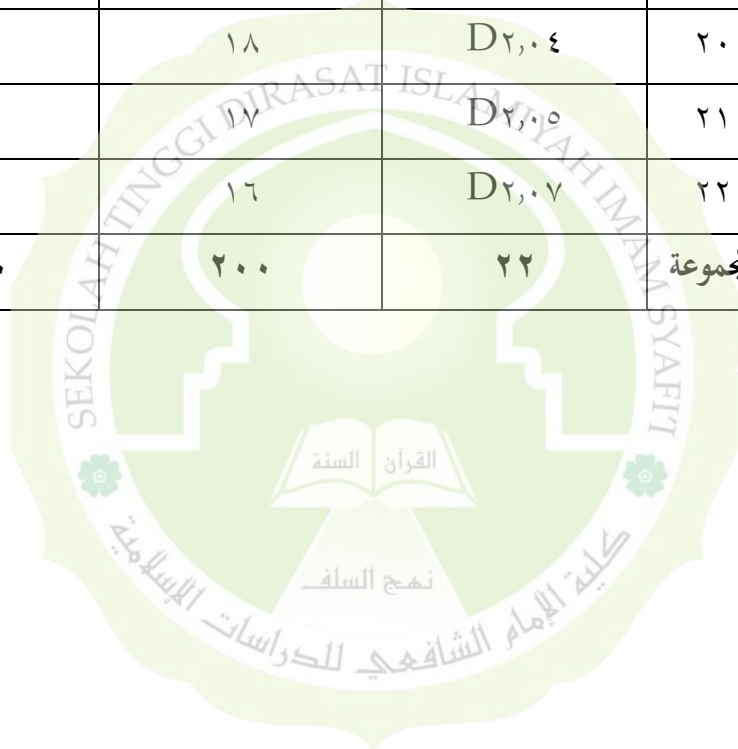 ٢٠ D٢,٠٤ ١٨
٢١ D٢,٠٥ ١٧
٢٢ D٢,٠٧ ١٦
٢٢ ٢٠٠
SEKOLAH TINGGI DIRASAT ISLAMIYAH IMAM SYAFI'I
القرآن السنة
نهج السلف
كلية الإمام الشافعي للدراسات الإسلامية